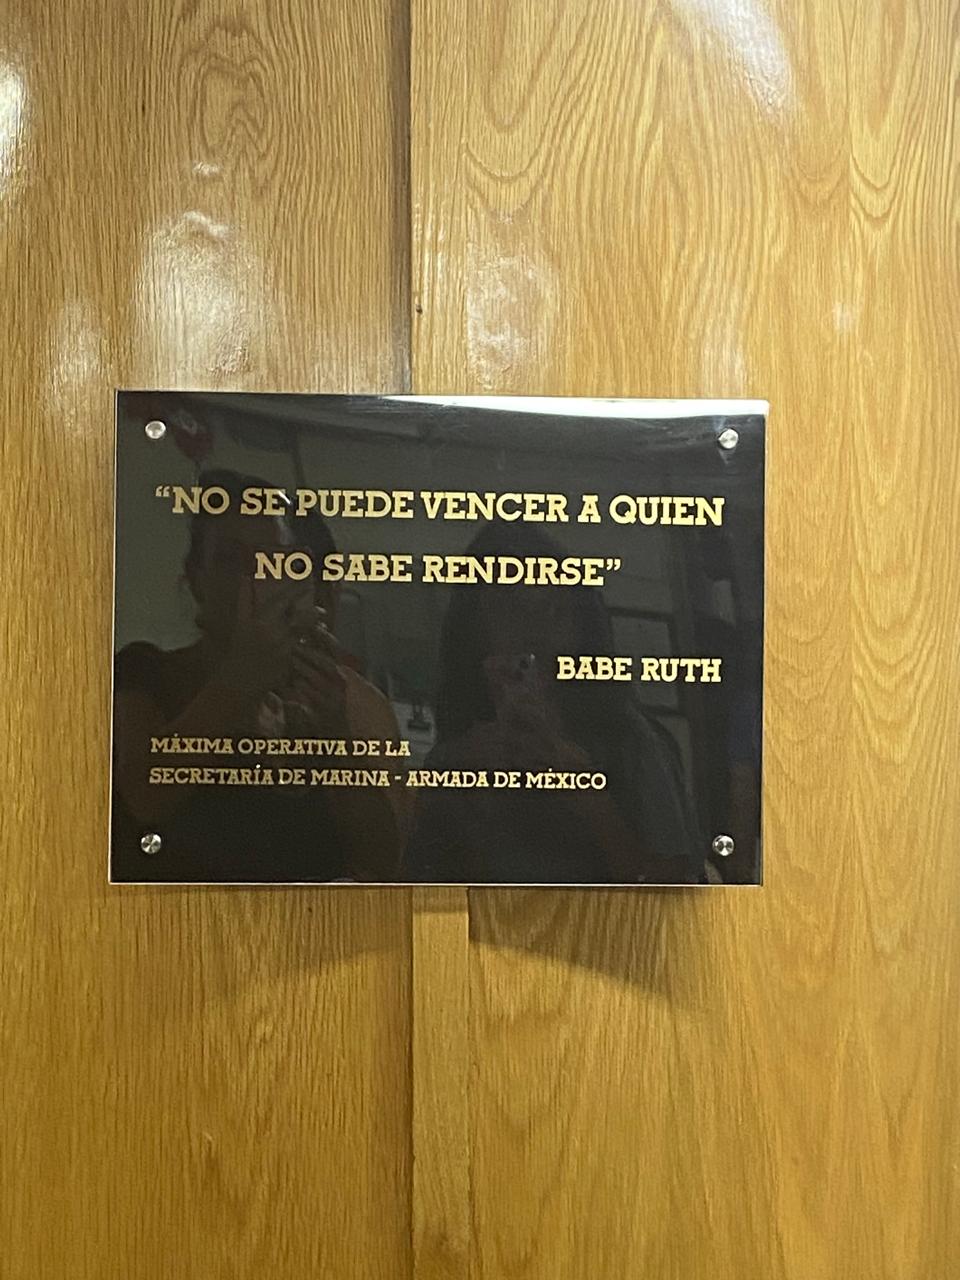 “NO SE PUEDE VENCER A QUIEN
NO SABE RENDIRSE”
BABE RUTH
MÁXIMA OPERATIVA DE LA
SECRETARÍA DE MARINA - ARMADA DE MÉXICO